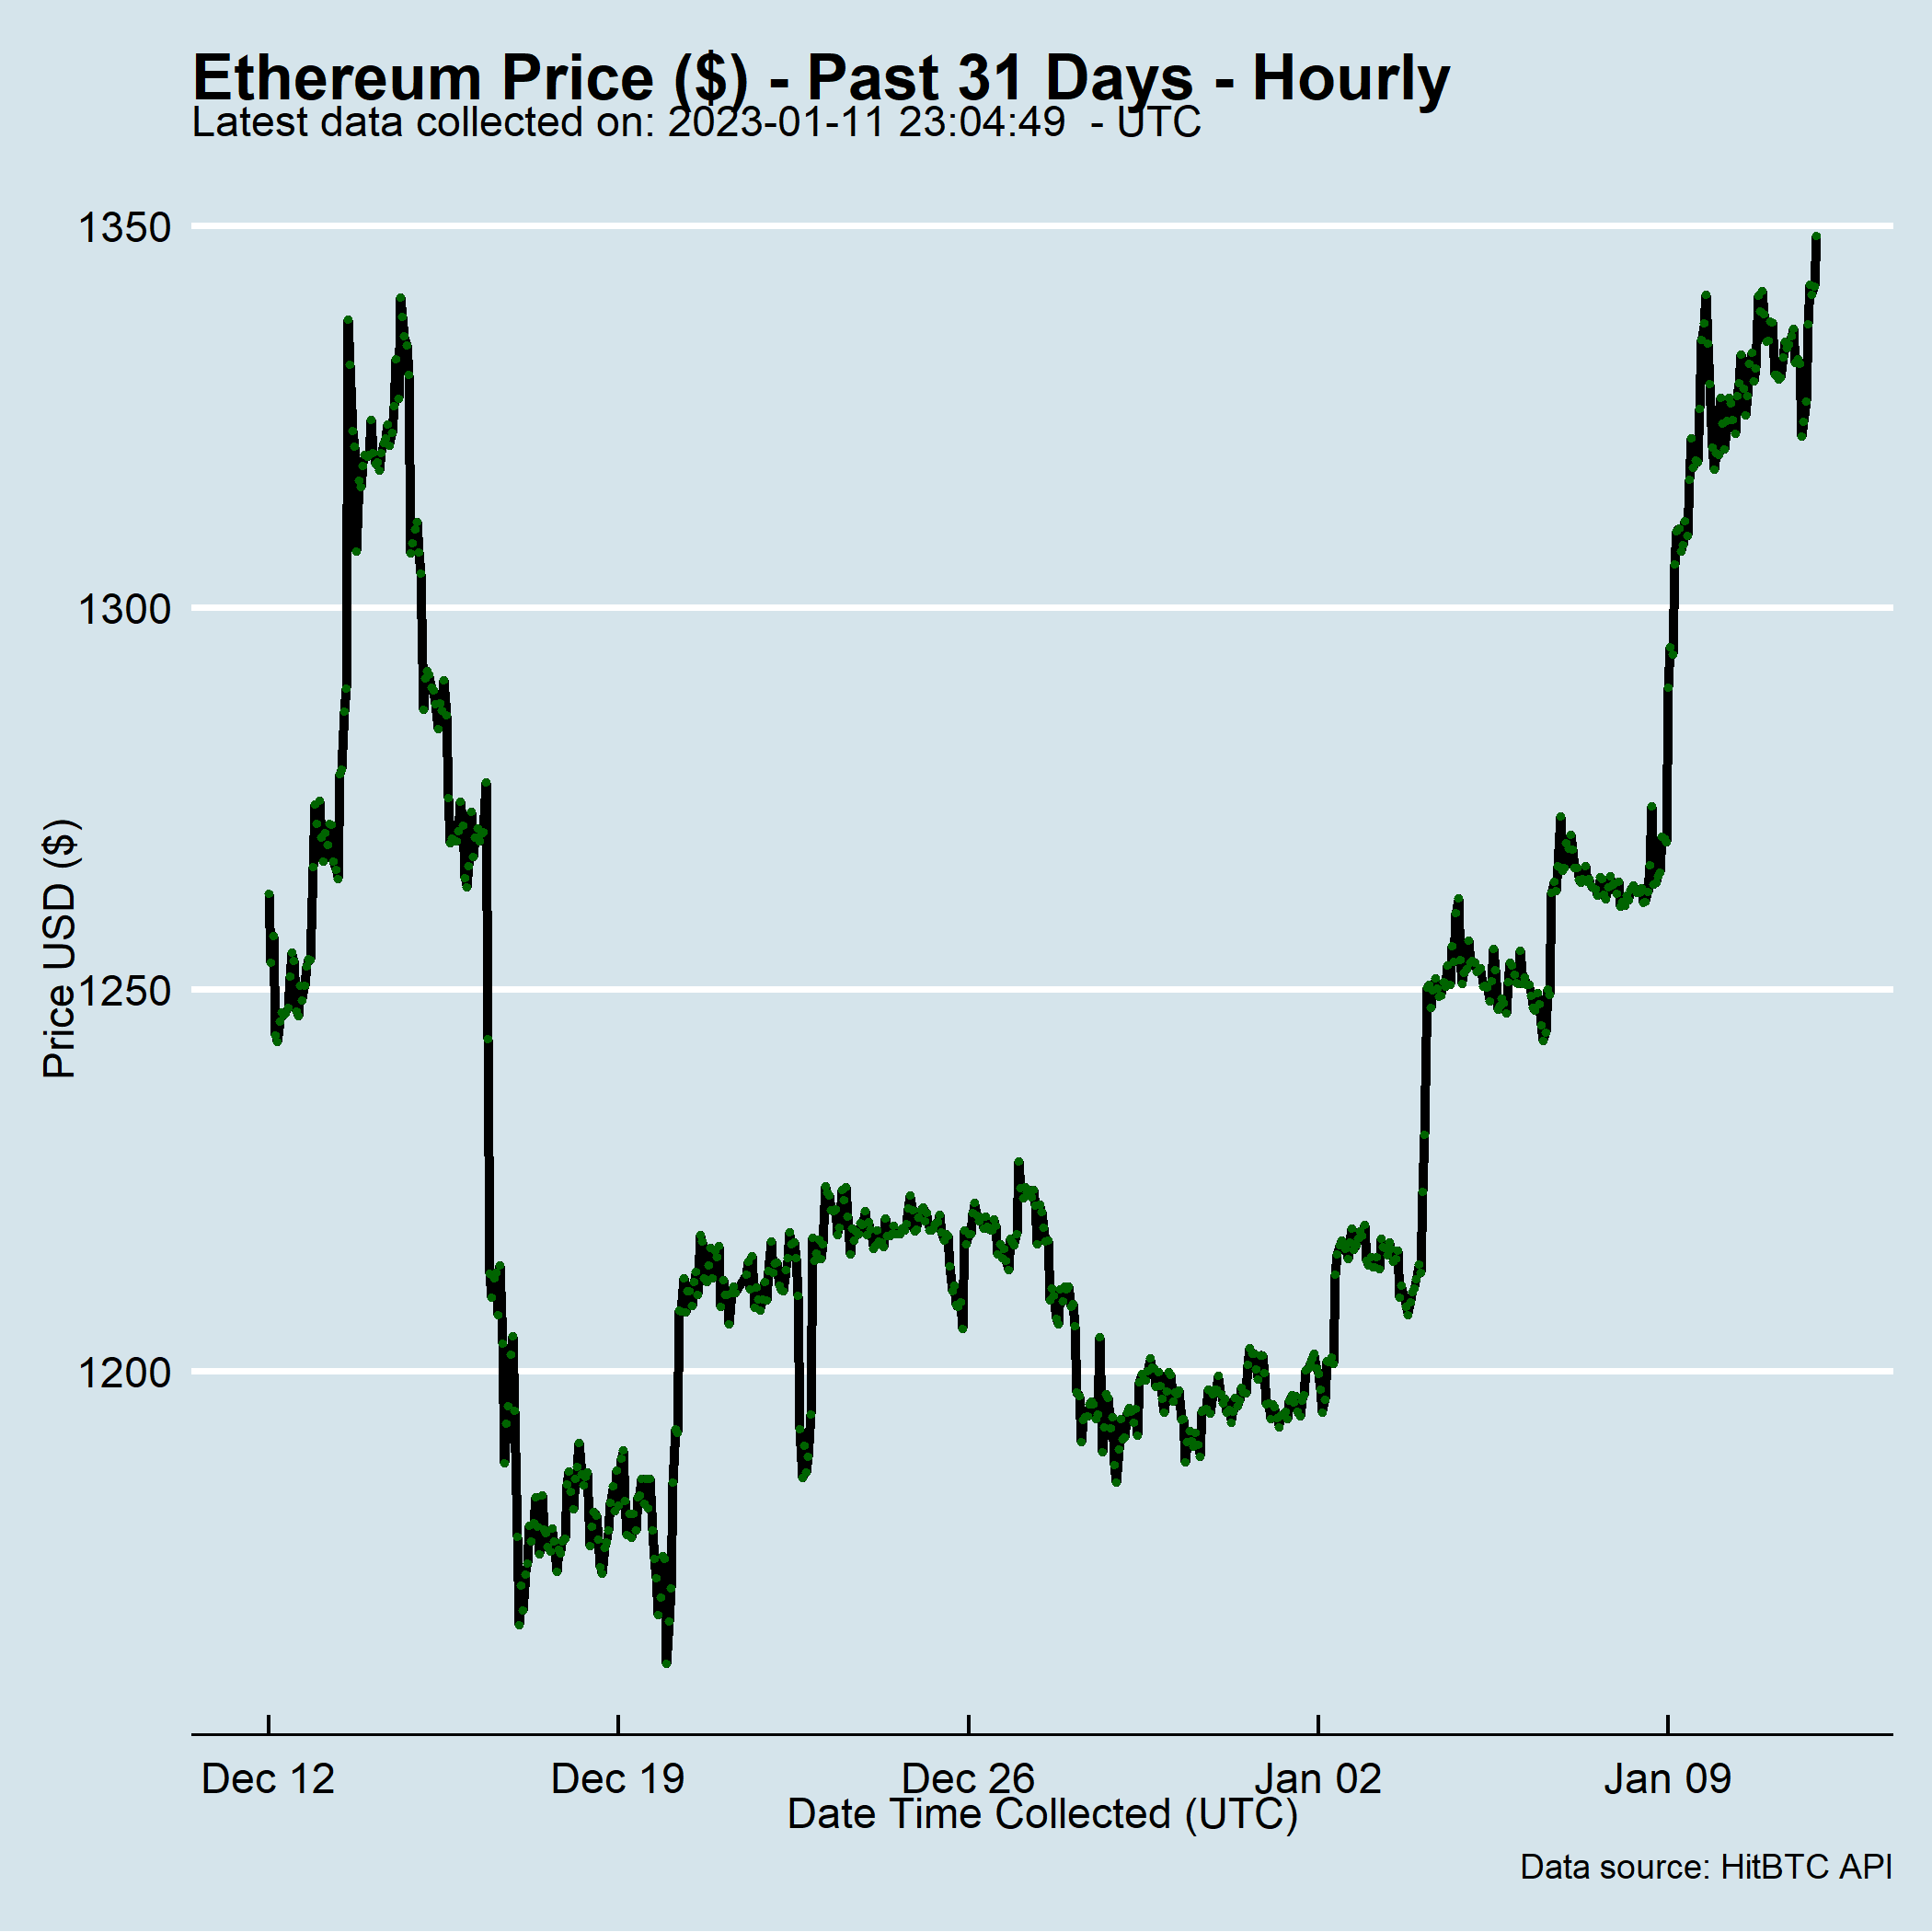 Ethereum Price ($) - Past 31 Days - Hourly
Latest data collected on: 2023-01-11 23:04:49  - UTC
1350
1300
1250
1200
Price USD ($)
Dec 12
Dec 19
Dec 26
Jan 02
Jan 09
Date Time Collected (UTC)
Data source: HitBTC API